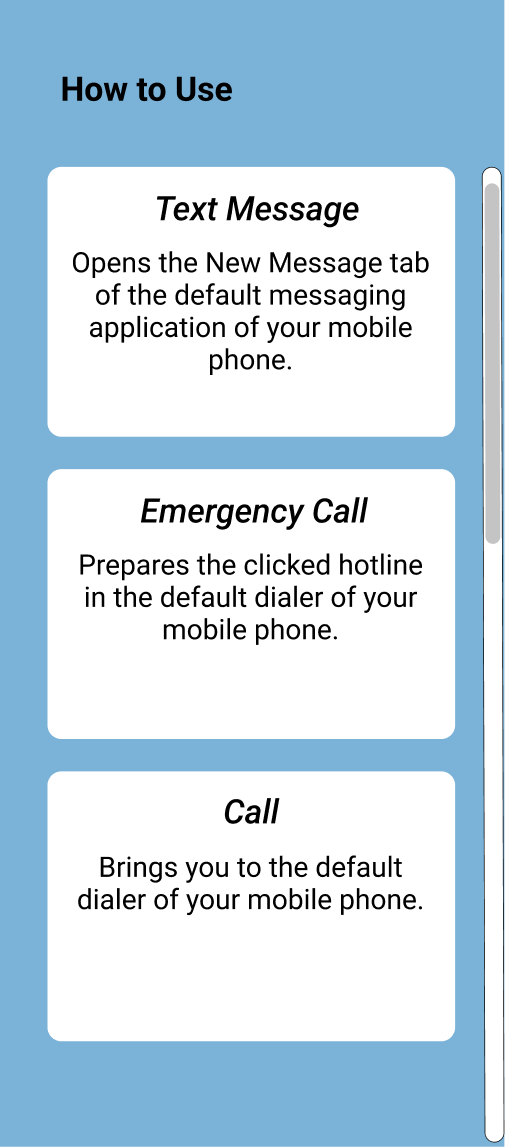 How to Use
Text Message
Opens the New Message tab
of the default messaging
application of your mobile
phone.
Emergency Call
Prepares the clicked hotline
in the default dialer of your
mobile phone.
Call
Brings you to the default
dialer of your mobile phone.